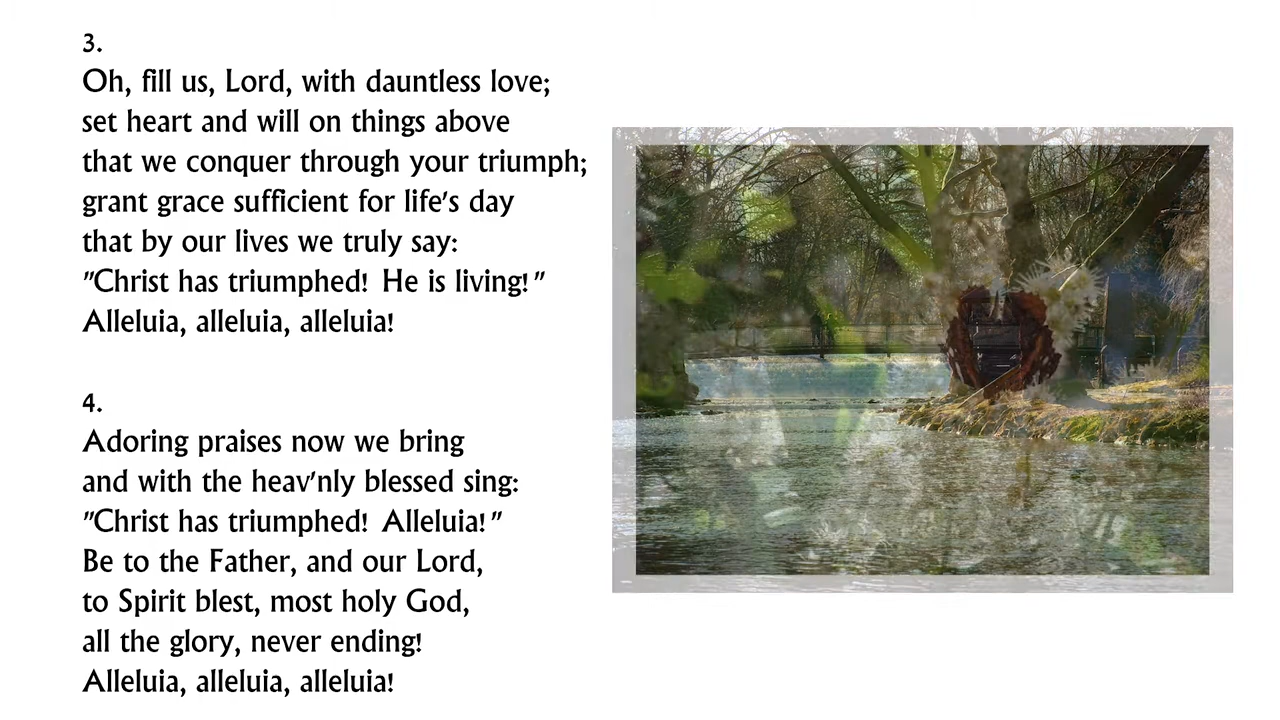 3.
Oh, fill us, Lord, with dauntless love;
set heart and will on things above
that we conquer through your triumph;
grant grace sufficient for life's day
that by our lives we truly say:
"Christ has triumphed! He is living!"
Alleluia, alleluia, alleluia!
4.
Adoring praises now we bring
and with the heav'nly blessed sing:
"Christ has triumphed! Alleluia!"
Be to the Father, and our Lord,
to Spirit blest, most holy God,
all the glory, never ending!
Alleluia, alleluia, alleluia!